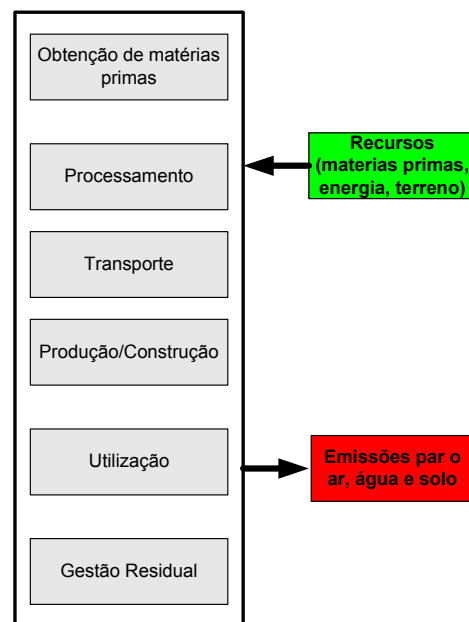 Obtenção de matérias
primas
Processamento
Transporte
Produção/Construção
Utilização
Gestão Residual
Recursos
(materias primas,
energia, terreno)
Emissões par o
ar, água e solo